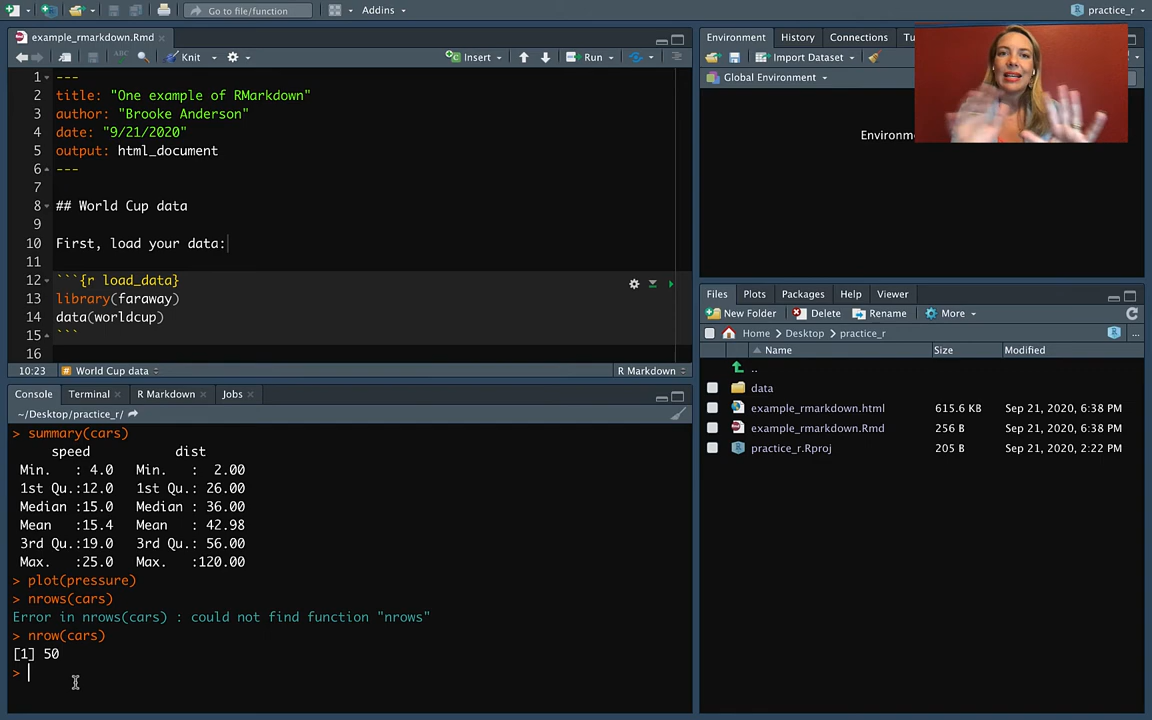 Go to file/function
Addins
practice_r
example_rmarkdown.Rmd
Knit
Insert
Run
1 ---
2 title: "One example of RMarkdown"
3 author: "Brooke Anderson"
4 date: "9/21/2020"
5 output: html_document
6 ---
7
8 ## World Cup data
9
10 First, load your data:
11
12 ```{r load_data}
13 library(faraway)
14 data(worldcup)
15 ```
16
10:23 # World Cup data R Markdown
Console Terminal R Markdown Jobs
~/Desktop/practice_r/
> summary(cars)
speed dist
Min. : 4.0 Min. : 2.00
1st Qu.:12.0 1st Qu.: 26.00
Median :15.0 Median : 36.00
Mean :15.4 Mean : 42.98
3rd Qu.:19.0 3rd Qu.: 56.00
Max. :25.0 Max. :120.00
> plot(pressure)
> nrows(cars)
Error in nrows(cars) : could not find function "nrows"
> nrow(cars)
[1] 50
>
Environment History Connections Tu
Import Dataset
Global Environment
Environme
Files Plots Packages Help Viewer
New Folder Delete Rename More
Home Desktop practice_r
Name Size Modified
..
data
example_rmarkdown.html 615.6 KB Sep 21, 2020, 6:38 PM
example_rmarkdown.Rmd 256 B Sep 21, 2020, 6:38 PM
practice_r.Rproj 205 B Sep 21, 2020, 2:22 PM